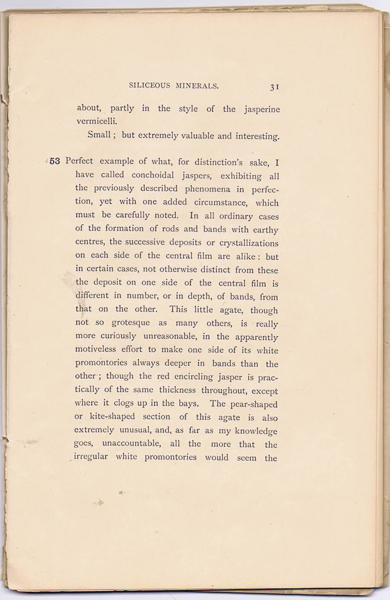 SILICEOUS MINERALS. 31
about, partly in the style of the jasperine
vermicelli.
Small ; but extremely valuable and interesting.
53 Perfect example of what, for distinction's sake, I
have called conchoidal jaspers, exhibiting all
the previously described phenomena in perfec-
tion, yet with one added circumstance, which
must be carefully noted. In all ordinary cases
of the formation of rods and bands with earthy
centres, the successive deposits or crystallizations
on each side of the central film are alike : but
in certain cases, not otherwise distinct from these
the deposit on one side of the central film is
different in number, or in depth, of bands, from
that on the other. This little agate, though
not so grotesque as many others, is really
more curiously unreasonable, in the apparently
motiveless effort to make one side of its white
promontories always deeper in bands than the
other ; though the red encircling jasper is prac-
tically of the same thickness throughout, except
where it clogs up in the bays. The pear-shaped
or kite-shaped section of this agate is also
extremely unusual, and, as far as my knowledge
goes, unaccountable, all the more that the
irregular white promontories would seem the